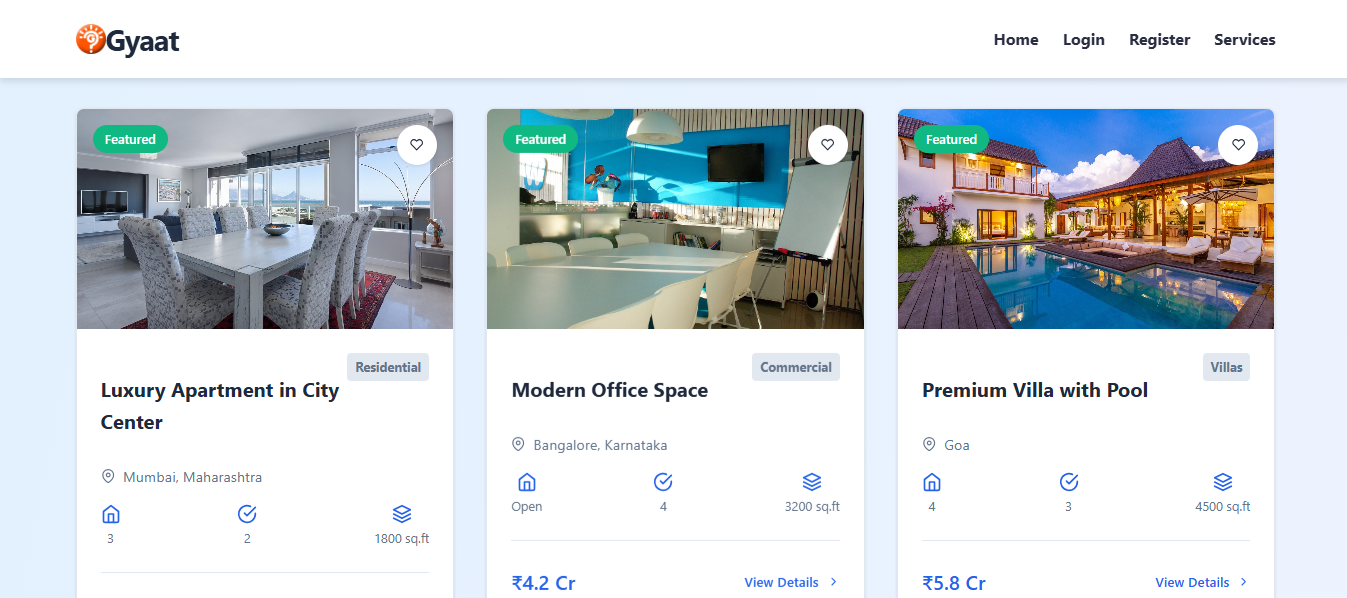 Gyaat
Home Login Register Services
Featured
Residential
Luxury Apartment in City
Center
Mumbai, Maharashtra
3 2 1800 sq.ft
Featured
Commercial
Modern Office Space
Bangalore, Karnataka
Open 4 3200 sq.ft
₹4.2 Cr View Details
Featured
Villas
Premium Villa with Pool
Goa
4 3 4500 sq.ft
₹5.8 Cr View Details